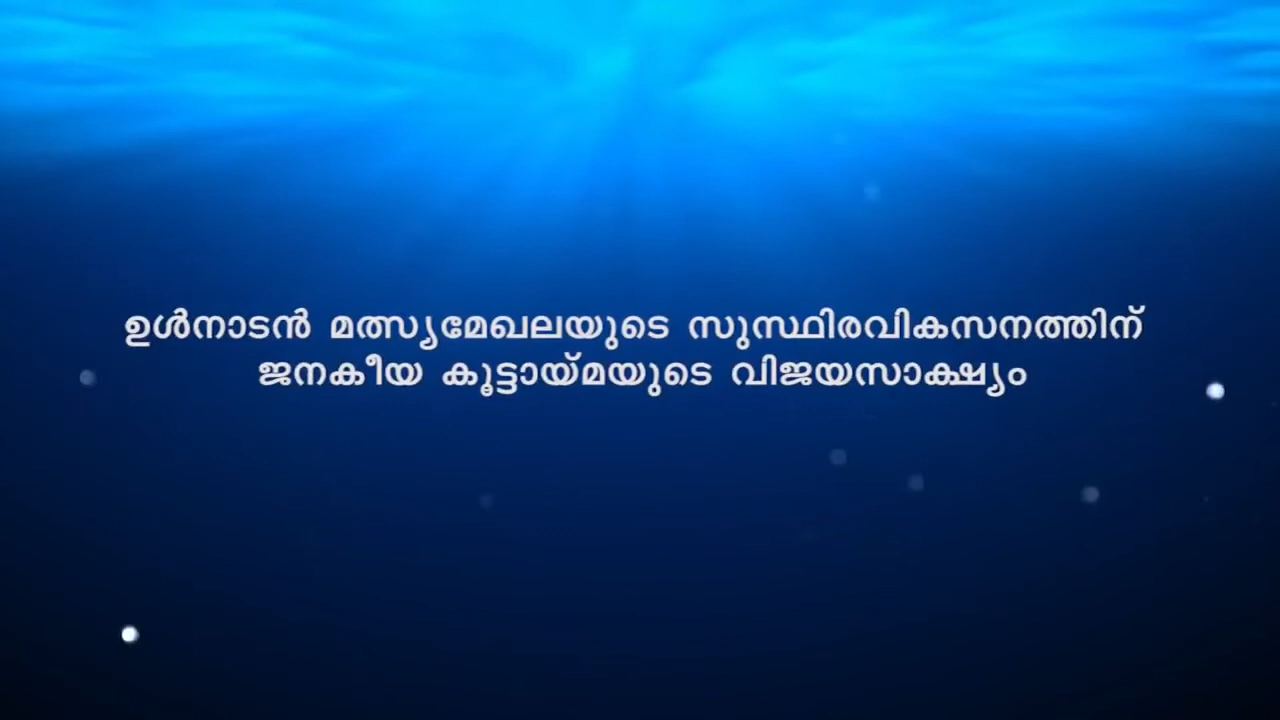 ഉൾനാടൻ മത്സ്യമേഖലയുടെ സുസ്ഥിരവികസനത്തിന്
ജനകീയ കൂട്ടായ്മയുടെ വിജയസാക്ഷ്യം